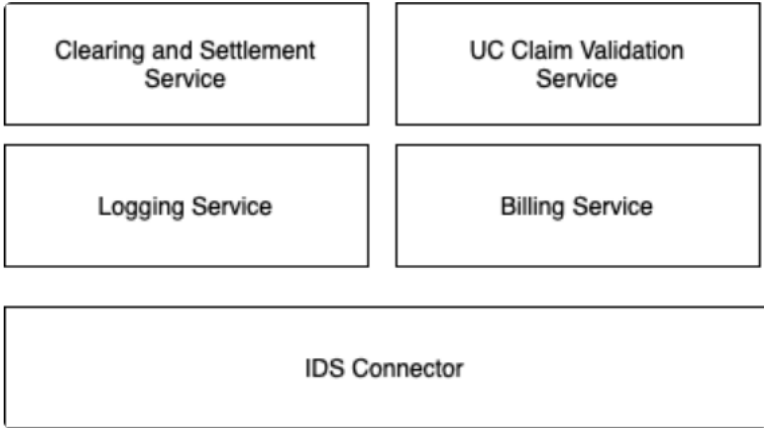 Clearing and Settlement
Service
UC Claim Validation
Service
Logging Service
Billing Service
IDS Connector